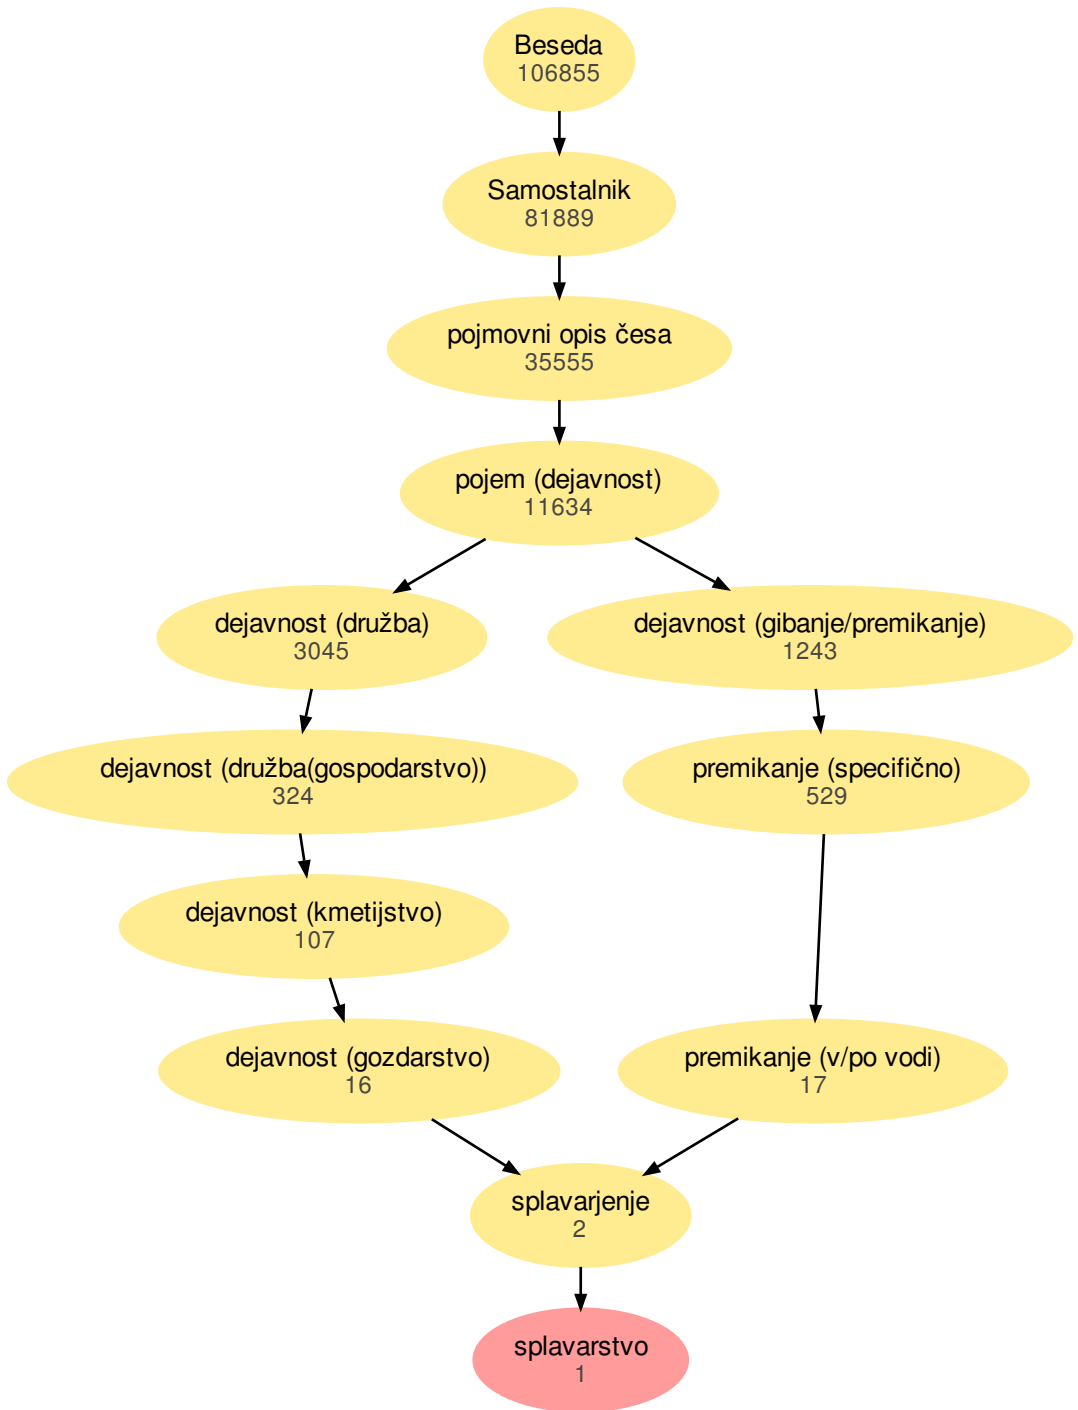 Beseda
106855
Samostalnik
81889
pojmovni opis česa
35555
pojem (dejavnost)
11634
dejavnost (družba)
3045
dejavnost (gibanje/premikanje)
1243
dejavnost (družba(gospodarstvo))
324
premikanje (specifično)
529
dejavnost (kmetijstvo)
107
dejavnost (gozdarstvo)
16
premikanje (v/po vodi)
17
splavarjenje
2
splavarstvo
1